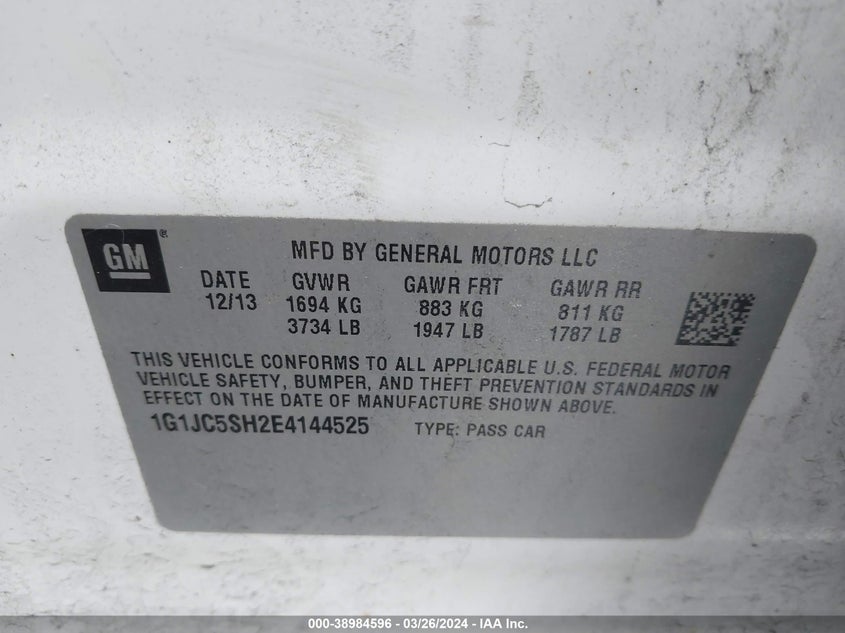 GM®
MFD BY GENERAL MOTORS LLC
DATE GVWR GAWR FRT GAWR RR
12/13 1694 KG 883 KG 811 KG
3734 LB 1947 LB 1787 LB
THIS VEHICLE CONFORMS TO ALL APPLICABLE U.S. FEDERAL MOTOR
VEHICLE SAFETY, BUMPER, AND THEFT PREVENTION STANDARDS IN
EFFECT ON THE DATE OF MANUFACTURE SHOWN ABOVE.
1G1JC5SH2E4144525 TYPE: PASS CAR
000-38984596 - 03/26/2024 - IAA Inc.